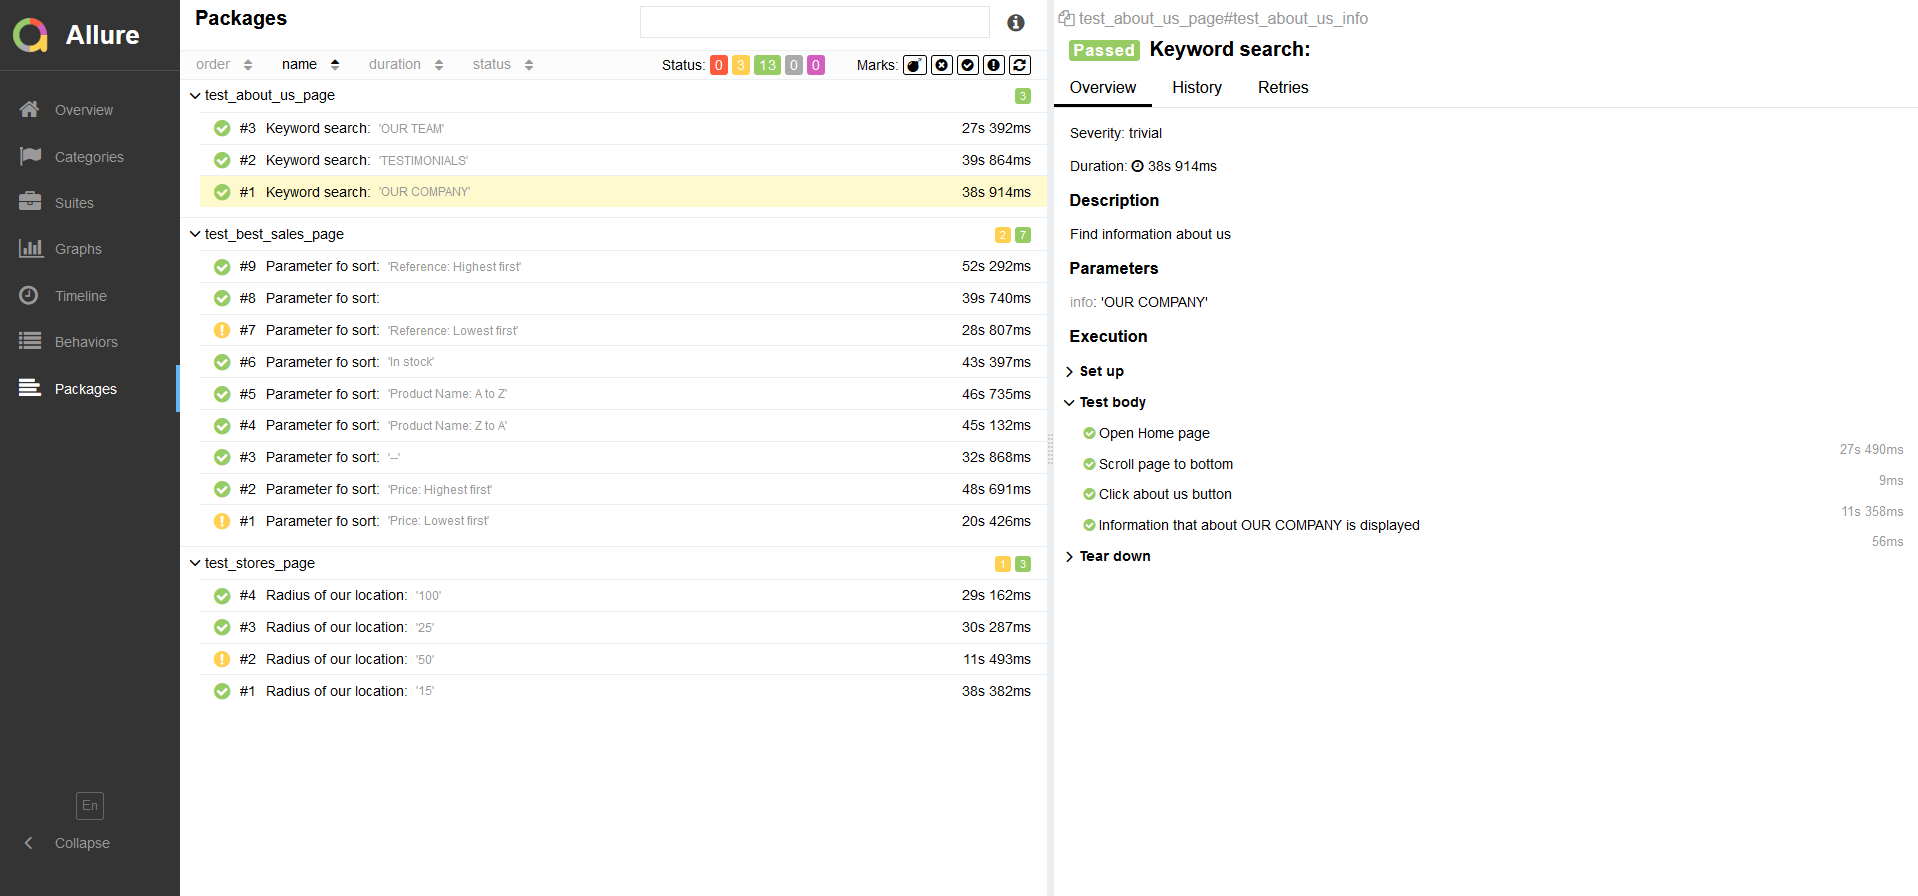 Allure
Overview
Categories
Suites
Graphs
Timeline
Behaviors
Packages
En
Collapse
Packages
order name duration status Status: 0 3 13 0 0 Marks:
test_about_us_page 3
#3 Keyword search: 'OUR TEAM' 27s 392ms
#2 Keyword search: 'TESTIMONIALS' 39s 864ms
#1 Keyword search: 'OUR COMPANY' 38s 914ms
test_best_sales_page 2 7
#9 Parameter fo sort: 'Reference: Highest first' 52s 292ms
#8 Parameter fo sort: 39s 740ms
#7 Parameter fo sort: 'Reference: Lowest first' 28s 807ms
#6 Parameter fo sort: 'In stock' 43s 397ms
#5 Parameter fo sort: 'Product Name: A to Z' 46s 735ms
#4 Parameter fo sort: 'Product Name: Z to A' 45s 132ms
#3 Parameter fo sort: '--' 32s 868ms
#2 Parameter fo sort: 'Price: Highest first' 48s 691ms
#1 Parameter fo sort: 'Price: Lowest first' 20s 426ms
test_stores_page 1 3
#4 Radius of our location: '100' 29s 162ms
#3 Radius of our location: '25' 30s 287ms
#2 Radius of our location: '50' 11s 493ms
#1 Radius of our location: '15' 38s 382ms
test_about_us_page#test_about_us_info
Passed Keyword search:
Overview History Retries
Severity: trivial
Duration: 38s 914ms
Description
Find information about us
Parameters
info: 'OUR COMPANY'
Execution
Set up
Test body
Open Home page
27s 490ms
Scroll page to bottom
9ms
Click about us button
11s 358ms
Information that about OUR COMPANY is displayed
56ms
Tear down